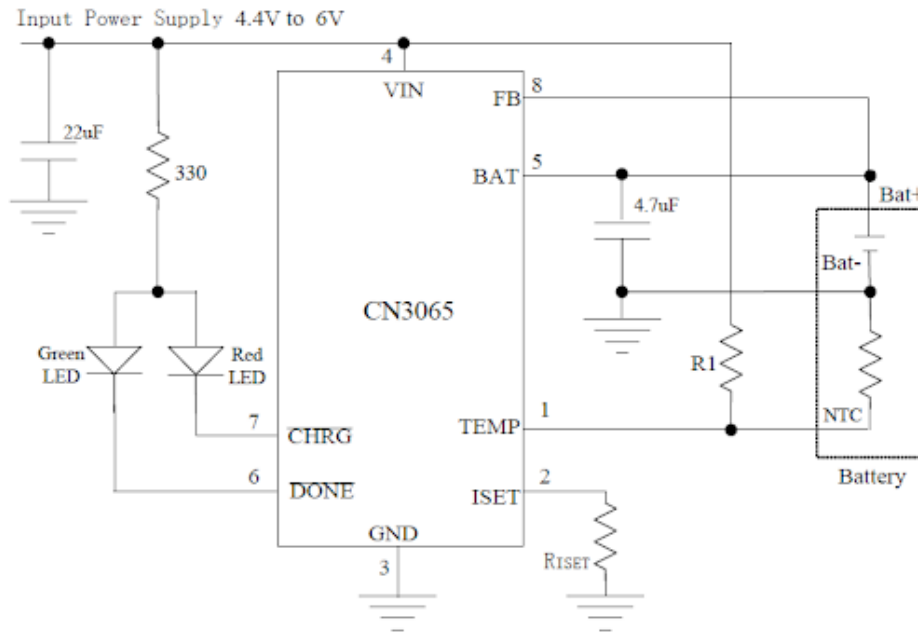 Input Power Supply 4.4V to 6V
4
VIN
8
FB
22uF
330
5
BAT
4.7uF
Bat+
Bat-
CN3065
Green
LED
Red
LED
R1
7
CHRG
1
TEMP
NTC
6
DONE
2
ISET
Battery
GND
3
RISET